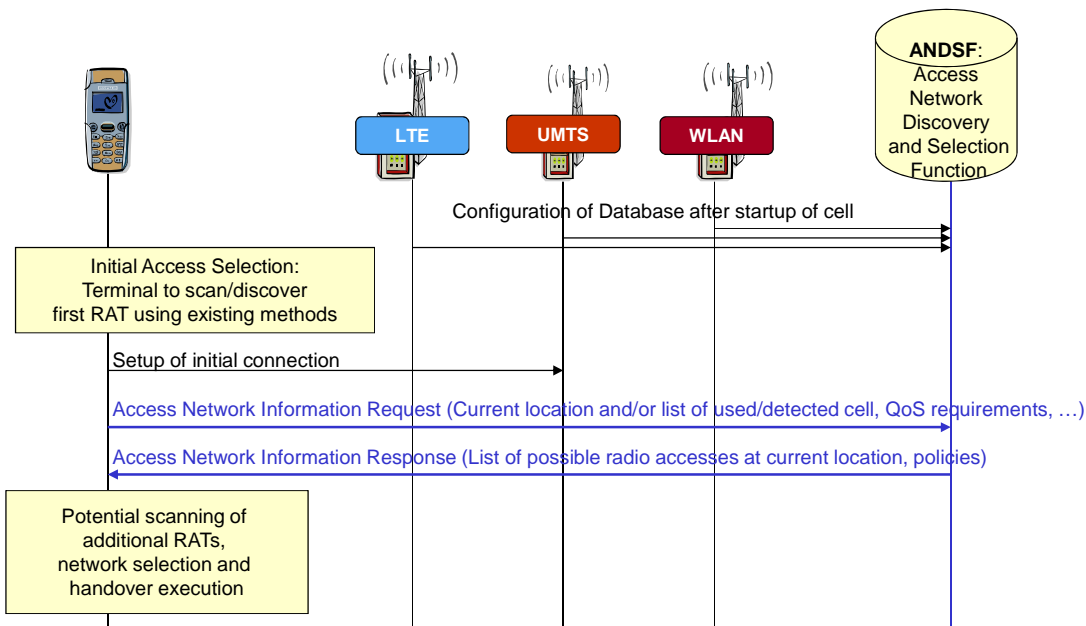 ANDSF:
Access
Network
Discovery
and Selection
Function
LTE
UMTS
WLAN
Configuration of Database after startup of cell
Initial Access Selection:
Terminal to scan/discover
first RAT using existing methods
Setup of initial connection
Access Network Information Request (Current location and/or list of used/detected cell, QoS requirements, …)
Access Network Information Response (List of possible radio accesses at current location, policies)
Potential scanning of
additional RATs,
network selection and
handover execution